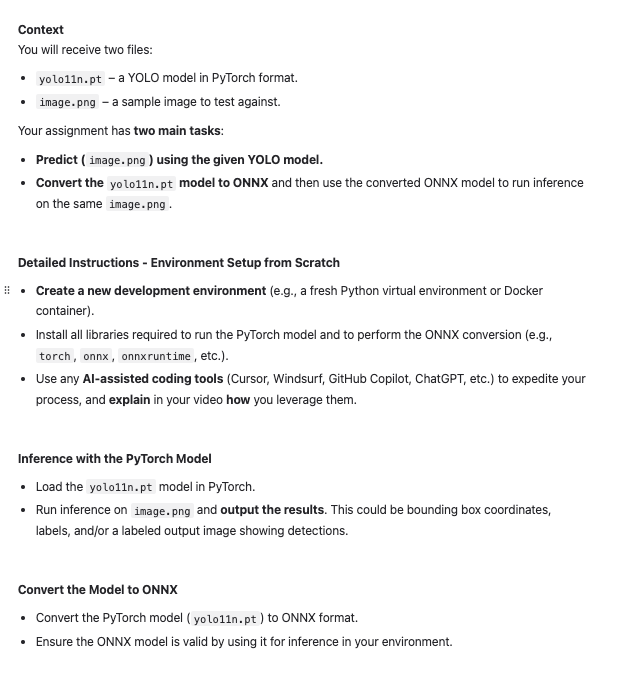 Context
You will receive two files:
• yolo11n.pt – a YOLO model in PyTorch format.
• image.png – a sample image to test against.
Your assignment has two main tasks:
• Predict ( image.png ) using the given YOLO model.
• Convert the yolo11n.pt model to ONNX and then use the converted ONNX model to run inference
on the same image.png .
Detailed Instructions - Environment Setup from Scratch
• Create a new development environment (e.g., a fresh Python virtual environment or Docker
container).
• Install all libraries required to run the PyTorch model and to perform the ONNX conversion (e.g.,
torch , onnx , onnxruntime , etc.).
• Use any AI-assisted coding tools (Cursor, Windsurf, GitHub Copilot, ChatGPT, etc.) to expedite your
process, and explain in your video how you leverage them.
Inference with the PyTorch Model
• Load the yolo11n.pt model in PyTorch.
• Run inference on image.png and output the results. This could be bounding box coordinates,
labels, and/or a labeled output image showing detections.
Convert the Model to ONNX
• Convert the PyTorch model ( yolo11n.pt ) to ONNX format.
• Ensure the ONNX model is valid by using it for inference in your environment.